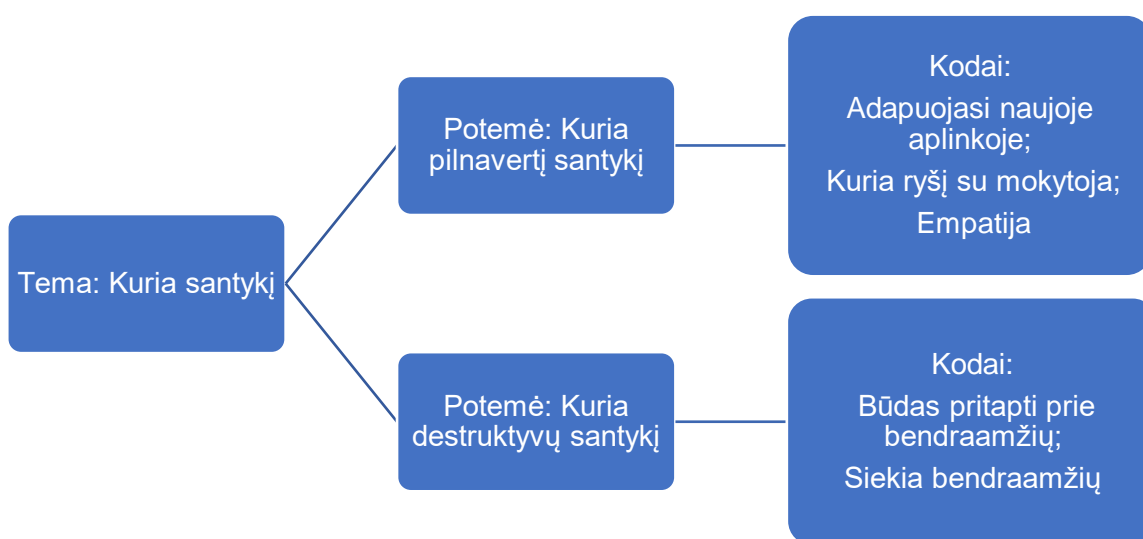 Tema: Kuria santykį
Potemė: Kuria
pilnavertį santykį
Kodai:
Adapuojasi naujoje
aplinkoje;
Kuria ryšį su mokytoja;
Empatija
Potemė: Kuria
destruktyvų santykį
Kodai:
Būdas pritapti prie
bendraamžių;
Siekia bendraamžių